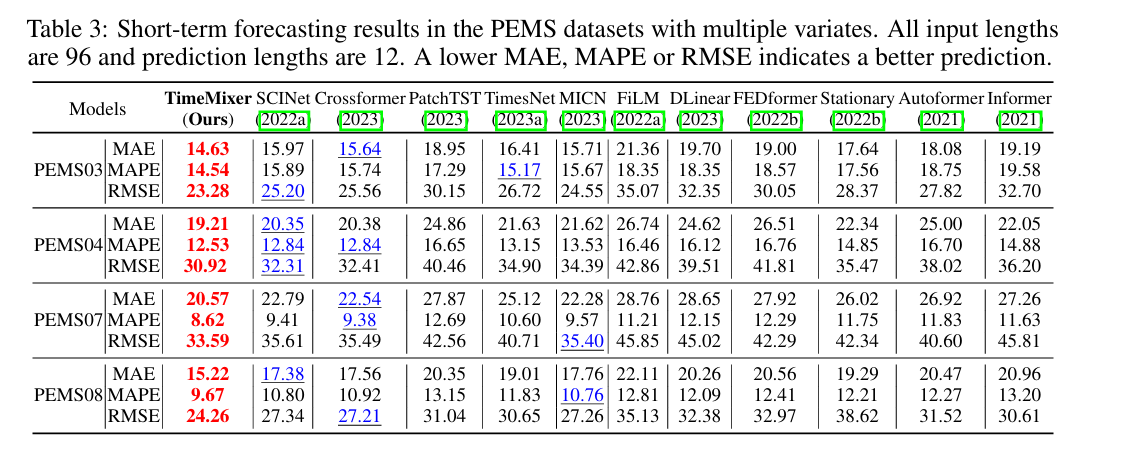 Table 3: Short-term forecasting results in the PEMS datasets with multiple variates. All input lengths
are 96 and prediction lengths are 12. A lower MAE, MAPE or RMSE indicates a better prediction.
Models TimeMixer SCINet Crossformer PatchTST TimesNet MICN FiLM DLinear FEDformer Stationary Autoformer Informer
(Ours) (2022a) (2023) (2023) (2023a) (2023) (2022a) (2023) (2022b) (2022b) (2021) (2021)
MAE 14.63 15.97 15.64 18.95 16.41 15.71 21.36 19.70 19.00 17.64 18.08 19.19
PEMS03 MAPE 14.54 15.89 15.74 17.29 15.17 15.67 18.35 18.35 18.57 17.56 18.75 19.58
RMSE 23.28 25.20 25.56 30.15 26.72 24.55 35.07 32.35 30.05 28.37 27.82 32.70
MAE 19.21 20.35 20.38 24.86 21.63 21.62 26.74 24.62 26.51 22.34 25.00 22.05
PEMS04 MAPE 12.53 12.84 12.84 16.65 13.15 13.53 16.46 16.12 16.76 14.85 16.70 14.88
RMSE 30.92 32.31 32.41 40.46 34.90 34.39 42.86 39.51 41.81 35.47 38.02 36.20
MAE 20.57 22.79 22.54 27.87 25.12 22.28 28.76 28.65 27.92 26.02 26.92 27.26
PEMS07 MAPE 8.62 9.41 9.38 12.69 10.60 9.57 11.21 12.15 12.29 11.75 11.83 11.63
RMSE 33.59 35.61 35.49 42.56 40.71 35.40 45.85 45.02 42.29 42.34 40.60 45.81
MAE 15.22 17.38 17.56 20.35 19.01 17.76 22.11 20.26 20.56 19.29 20.47 20.96
PEMS08 MAPE 9.67 10.80 10.92 13.15 11.83 10.76 12.81 12.09 12.41 12.21 12.27 13.20
RMSE 24.26 27.34 27.21 31.04 30.65 27.26 35.13 32.38 32.97 38.62 31.52 30.61